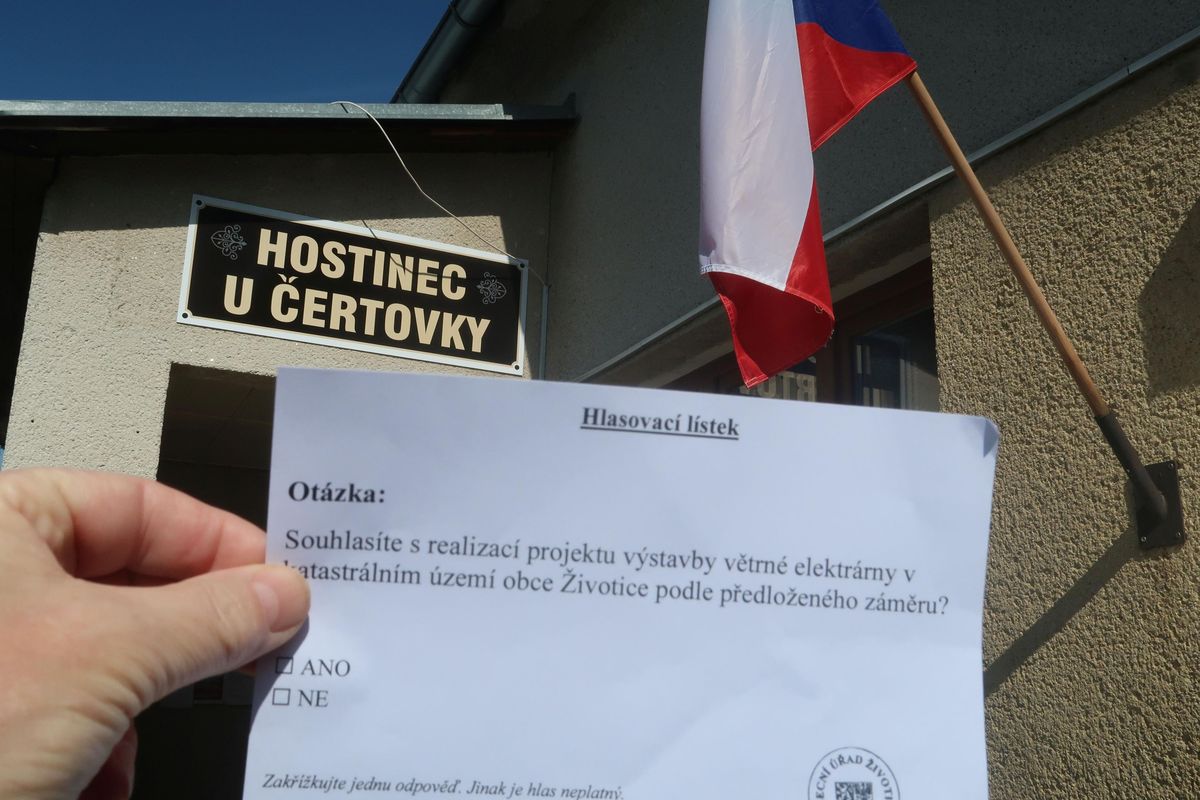 HOSTINEC
U ČERTOVKY
Hlasovací lístek
Otázka:
Souhlasíte s realizací projektu výstavby větrné elektrárny v
katastrálním území obce Životice podle předloženého záměru?
☐ ANO
☐ NE
Zakřížkujte jednu odpověď. Jinak je hlas neplatný.